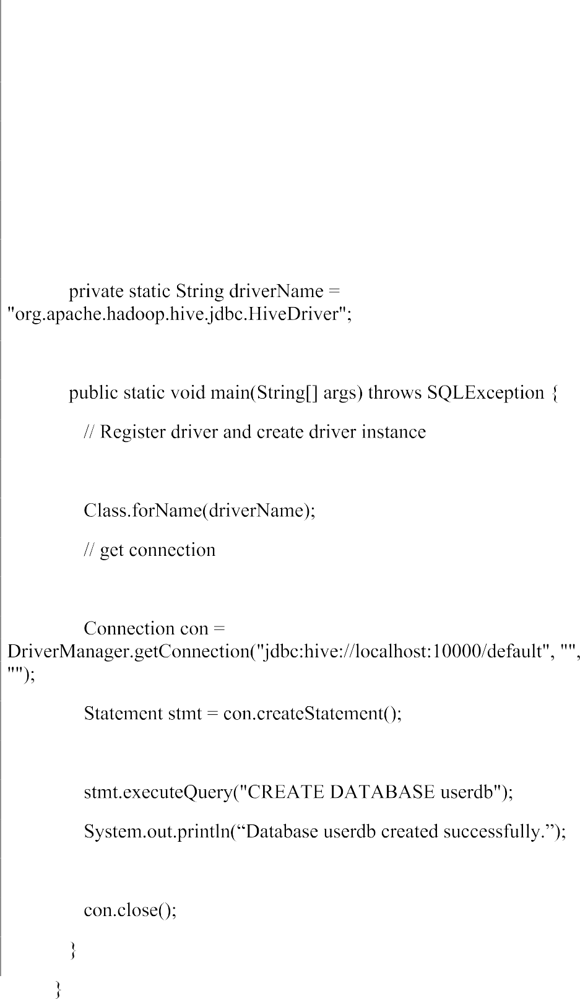 private static String driverName =
"org.apache.hadoop.hive.jdbc.HiveDriver";
public static void main(String[] args) throws SQLException {
// Register driver and create driver instance
Class.forName(driverName);
// get connection
Connection con =
DriverManager.getConnection("jdbc:hive://localhost:10000/default", "",
"");
Statement stmt = con.createStatement();
stmt.executeQuery("CREATE DATABASE userdb");
System.out.println(“Database userdb created successfully.”);
con.close();
}
}